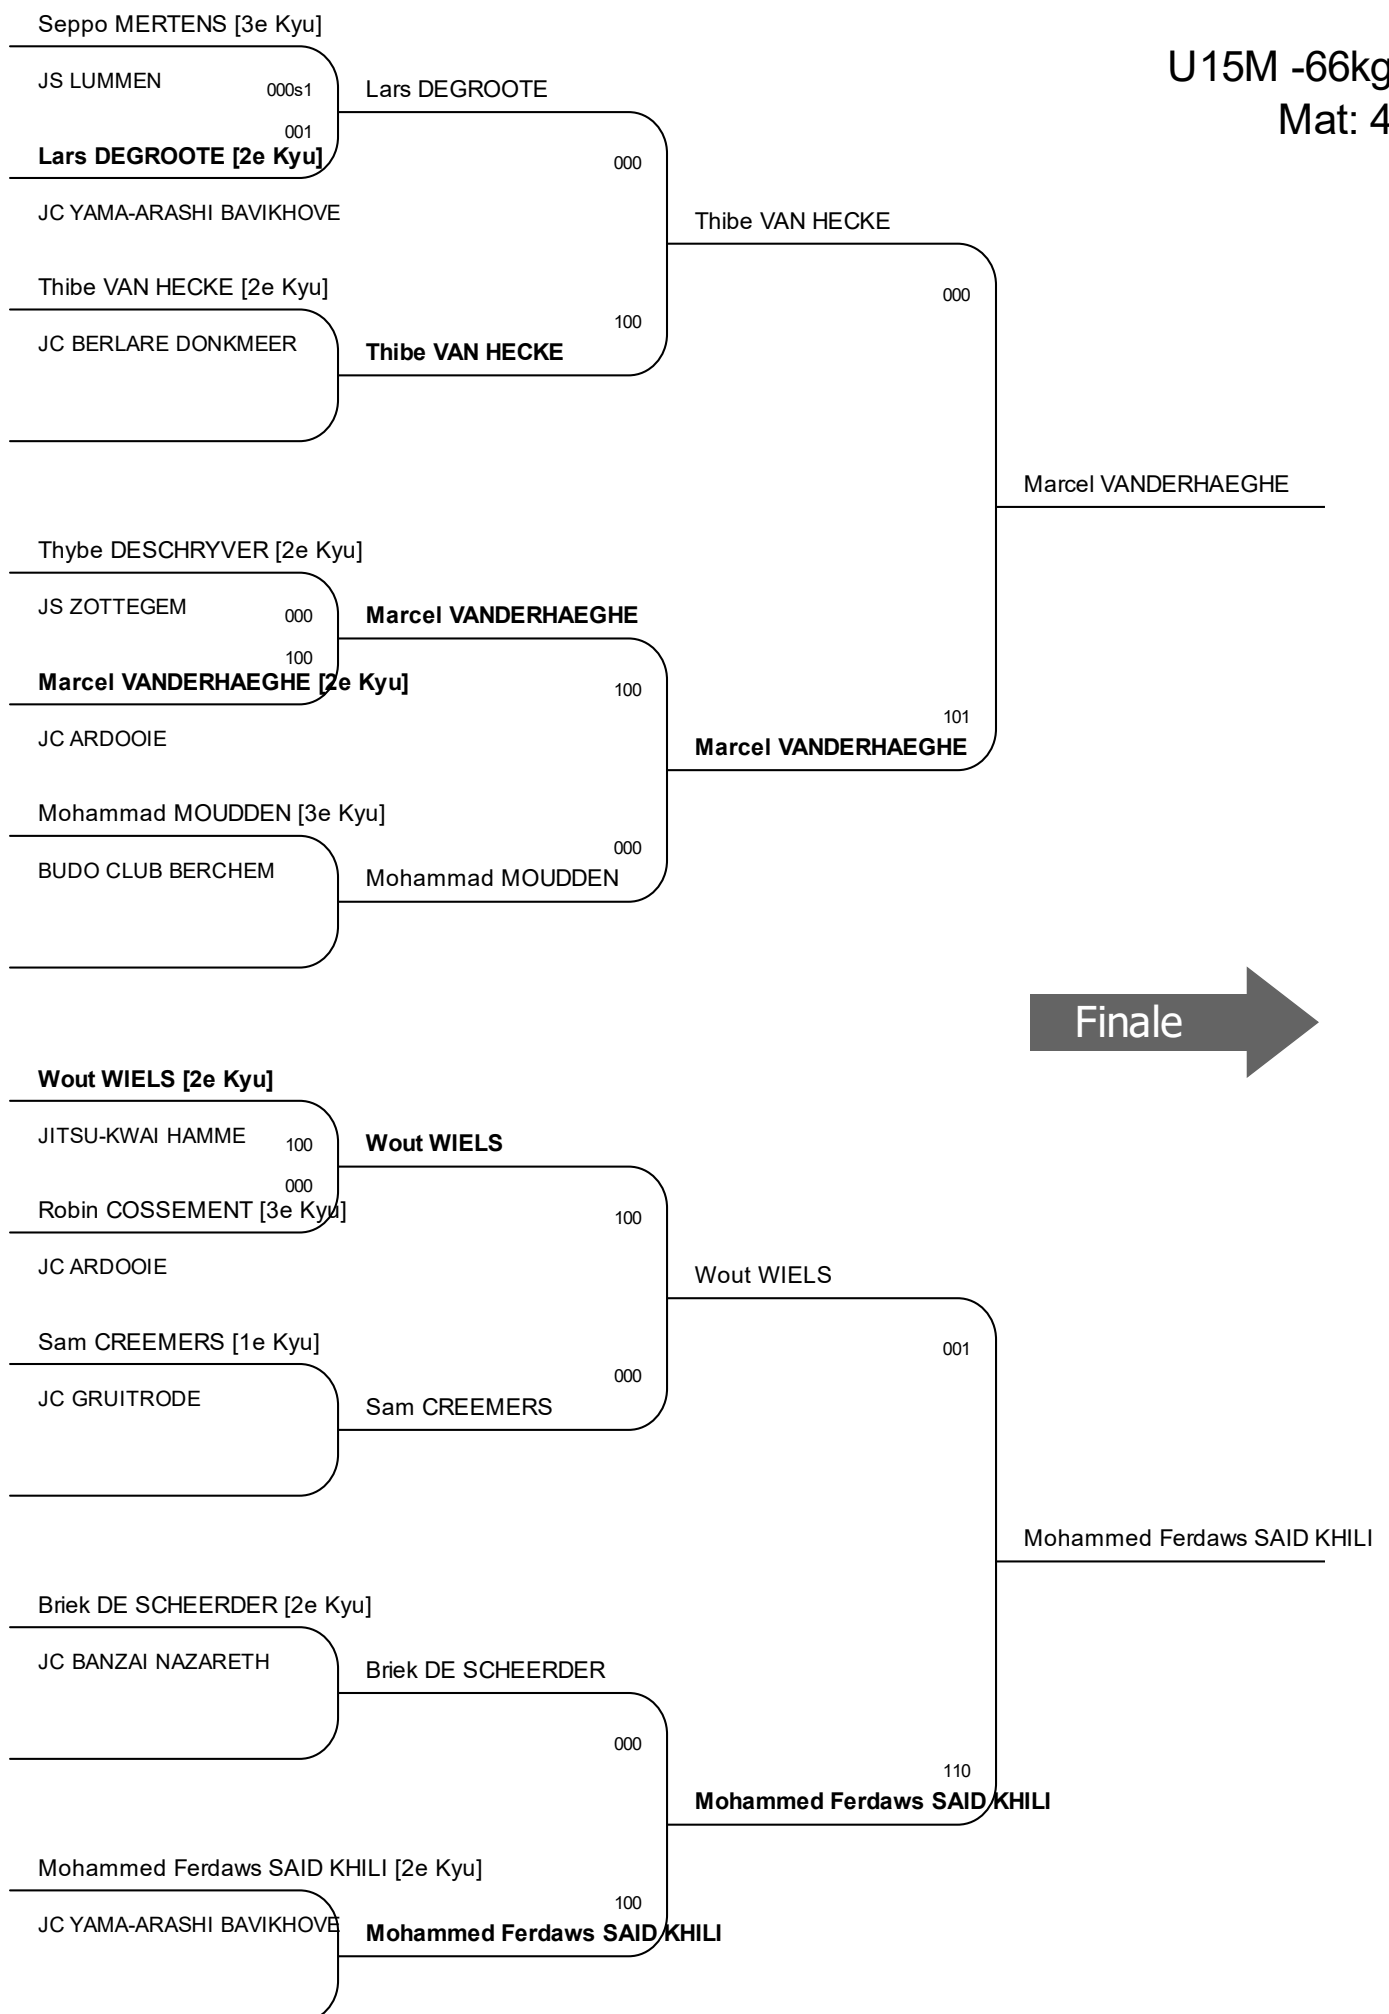 Seppo MERTENS [3e Kyu]
U15M -66kg
JS LUMMEN
000s1
Lars DEGROOTE
Mat: 4
001
Lars DEGROOTE [2e Kyu]
000
JC YAMA-ARASHI BAVIKHOVE
Thibe VAN HECKE
Thibe VAN HECKE [2e Kyu]
000
100
JC BERLARE DONKMEER
Thibe VAN HECKE
Marcel VANDERHAEGHE
Thybe DESCHRYVER [2e Kyu]
JS ZOTTEGEM
000
Marcel VANDERHAEGHE
100
Marcel VANDERHAEGHE [2e Kyu]
100
101
JC ARDOOIE
Marcel VANDERHAEGHE
Mohammad MOUDDEN [3e Kyu]
000
BUDO CLUB BERCHEM
Mohammad MOUDDEN
Finale
Wout WIELS [2e Kyu]
JITSU-KWAI HAMME
100
Wout WIELS
000
Robin COSSEMENT [3e Kyu]
100
JC ARDOOIE
Wout WIELS
Sam CREEMERS [1e Kyu]
001
000
JC GRUITRODE
Sam CREEMERS
Mohammed Ferdaws SAID KHILI
Briek DE SCHEERDER [2e Kyu]
JC BANZAI NAZARETH
Briek DE SCHEERDER
000
110
Mohammed Ferdaws SAID KHILI
Mohammed Ferdaws SAID KHILI [2e Kyu]
100
JC YAMA-ARASHI BAVIKHOVE
Mohammed Ferdaws SAID KHILI